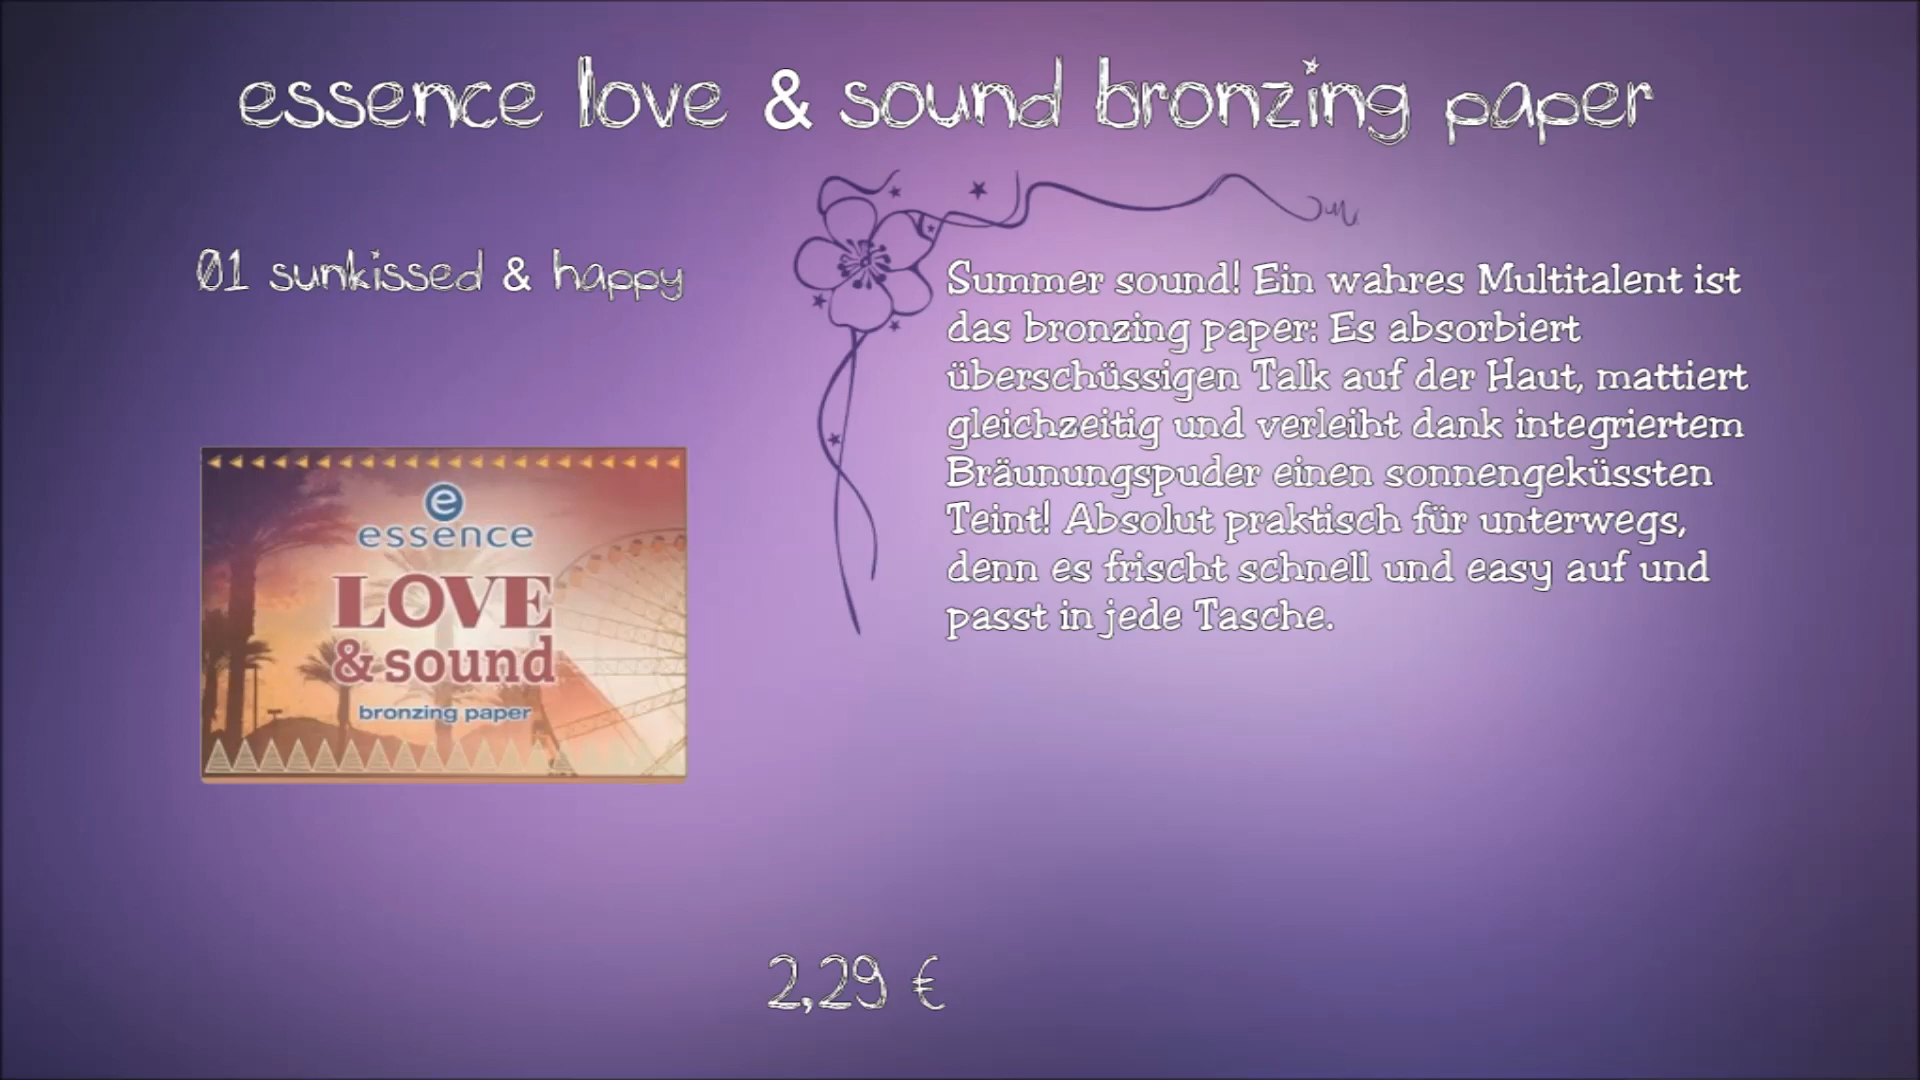 essence love & sound bronzing paper
01 sunkissed & happy
Summer sound! Ein wahres Multitalent ist
das bronzing paper: Es absorbiert
überschüssigen Talk auf der Haut, mattiert
gleichzeitig und verleiht dank integriertem
Bräunungspuder einen sonnengeküssten
Teint! Absolut praktisch für unterwegs,
denn es frischt schnell und easy auf und
passt in jede Tasche.
e
essence
LOVE
& sound
bronzing paper
2,29 €